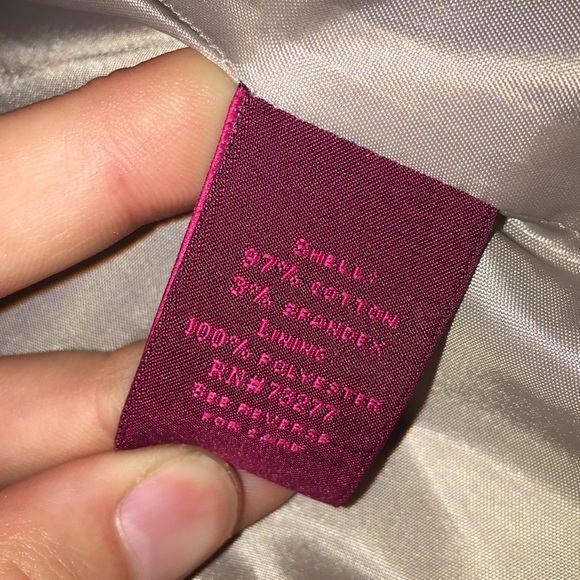 SHELL:
97% COTTON
3% SPANDEX
LINING:
100% POLYESTER
RN#73277
SEE REVERSE
FOR CARE